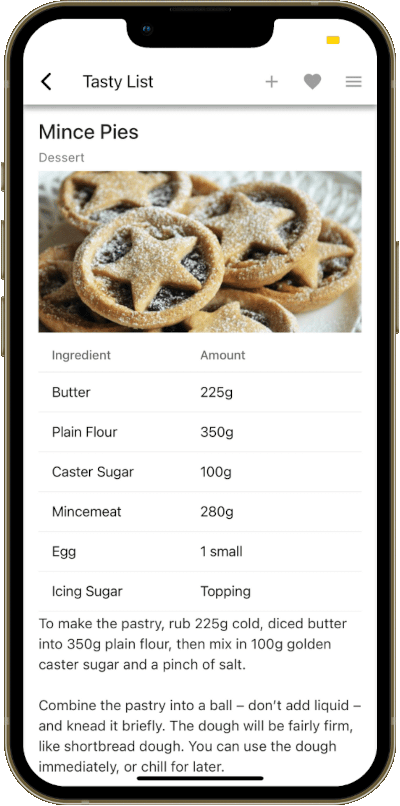 Tasty List
Mince Pies
Dessert
Ingredient Amount
Butter 225g
Plain Flour 350g
Caster Sugar 100g
Mincemeat 280g
Egg 1 small
Icing Sugar Topping
To make the pastry, rub 225g cold, diced butter
into 350g plain flour, then mix in 100g golden
caster sugar and a pinch of salt.
Combine the pastry into a ball – don’t add liquid –
and knead it briefly. The dough will be fairly firm,
like shortbread dough. You can use the dough
immediately, or chill for later.